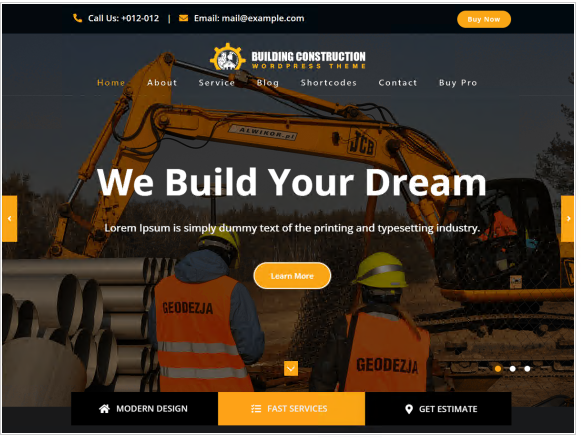 Call Us: +012-012 | Email: mail@example.com
Buy Now
BUILDING CONSTRUCTION
WORDPRESS THEME
Home About Service Blog Shortcodes Contact Buy Pro
ALWIKOR.pl
JCB
We Build Your Dream
Lorem Ipsum is simply dummy text of the printing and typesetting industry.
Learn More
GEODEZJA
GEODEZJA
MODERN DESIGN
FAST SERVICES
GET ESTIMATE